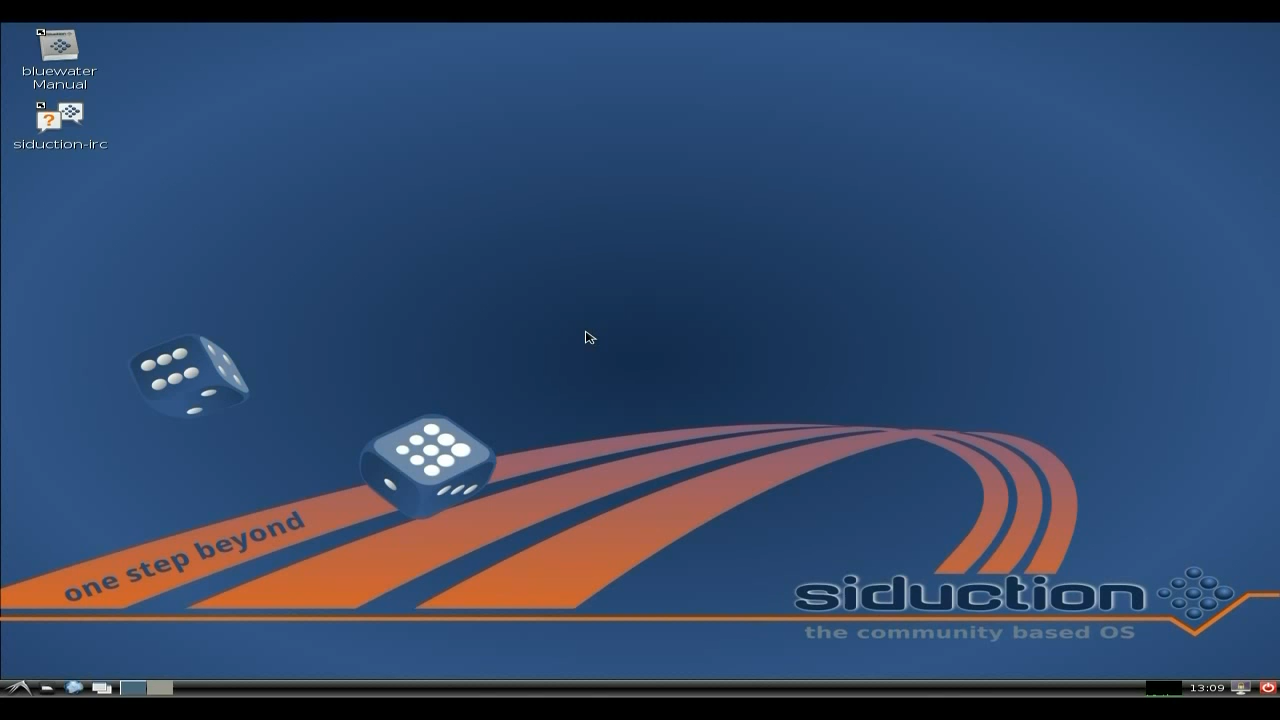 bluewater
Manual
siduction-irc
one step beyond
siduction
the community based OS
13:09